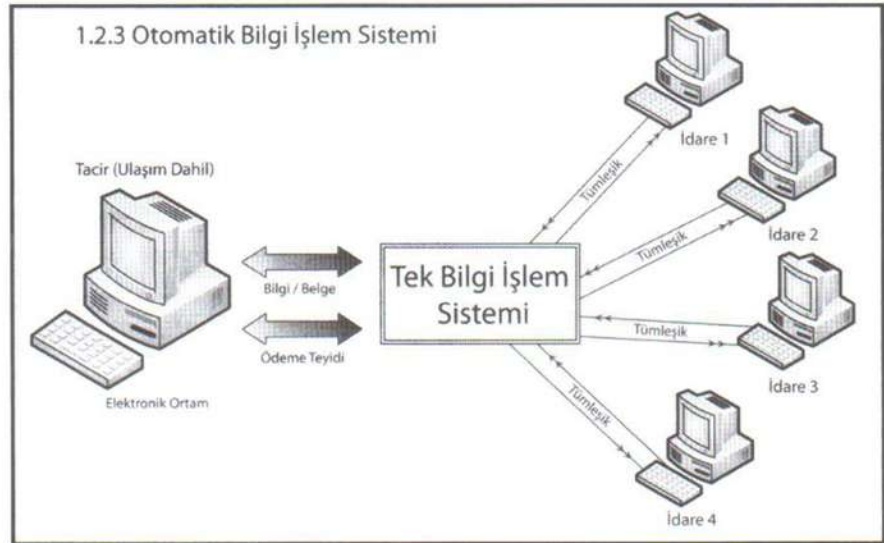 1.2.3 Otomatik Bilgi İşlem Sistemi
Tacir (Ulaşım Dahil)
Elektronik Ortam
Bilgi / Belge
Ödeme Teyidi
Tek Bilgi İşlem
Sistemi
Tümleşik
İdare 1
Tümleşik
İdare 2
Tümleşik
İdare 3
Tümleşik
İdare 4